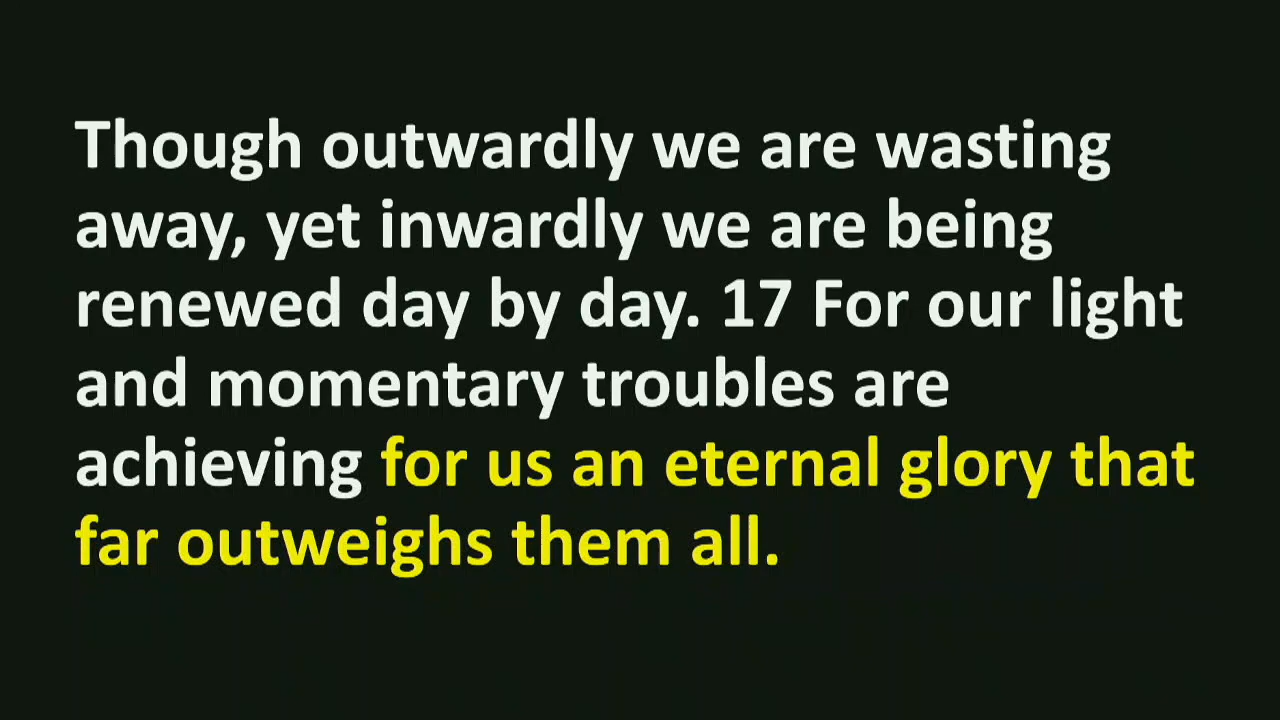 Though outwardly we are wasting
away, yet inwardly we are being
renewed day by day. 17 For our light
and momentary troubles are
achieving for us an eternal glory that
far outweighs them all.